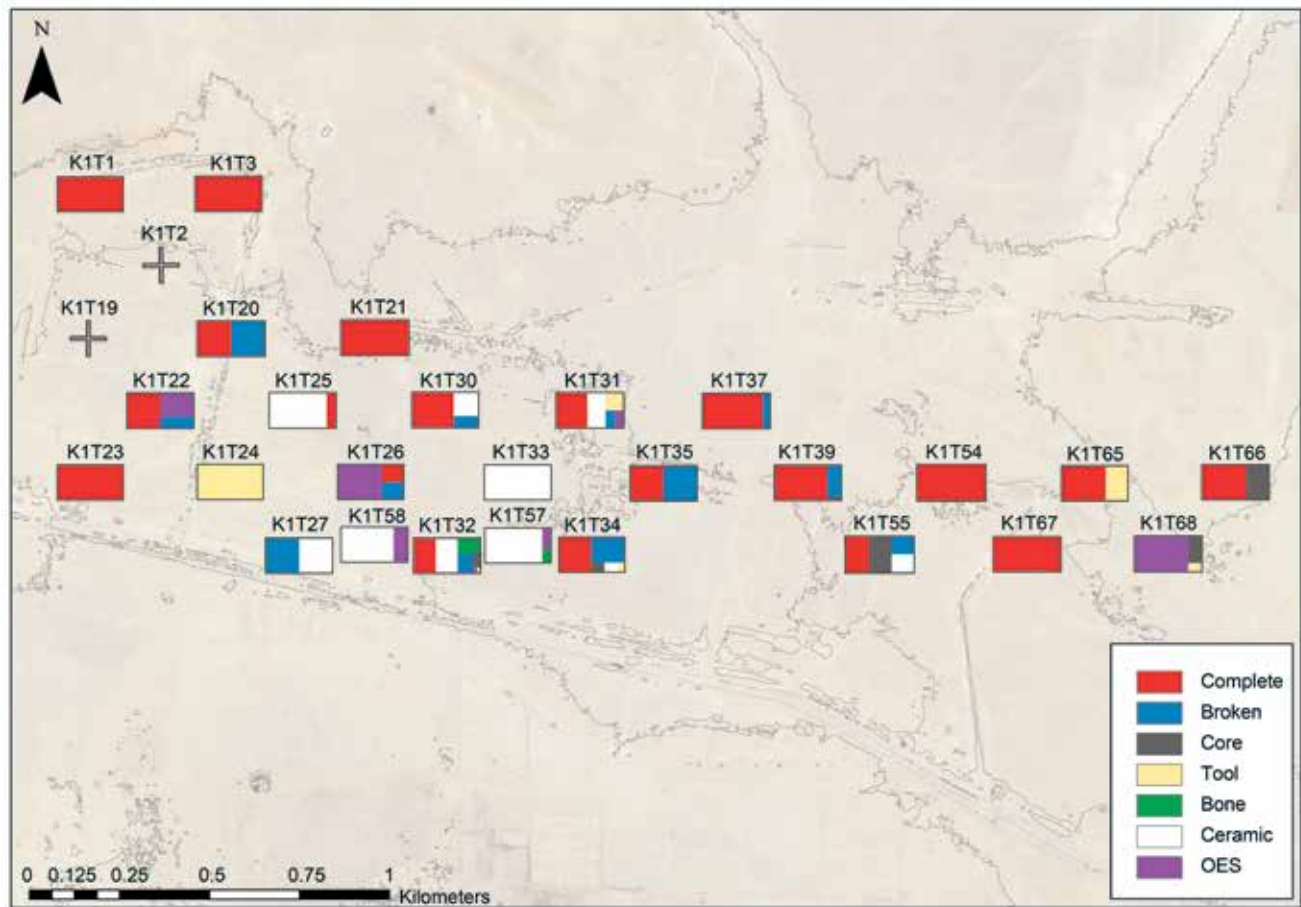 N
K1T1 K1T3
K1T2
K1T19 K1T20 K1T21
K1T22 K1T25 K1T30 K1T31 K1T37
K1T23 K1T24 K1T26 K1T33 K1T35 K1T39 K1T54 K1T65 K1T66
K1T27 K1T58 K1T32 K1T57 K1T34 K1T55 K1T67 K1T68
Complete
Broken
Core
Tool
Bone
Ceramic
OES
0 0.125 0.25 0.5 0.75 1
Kilometers